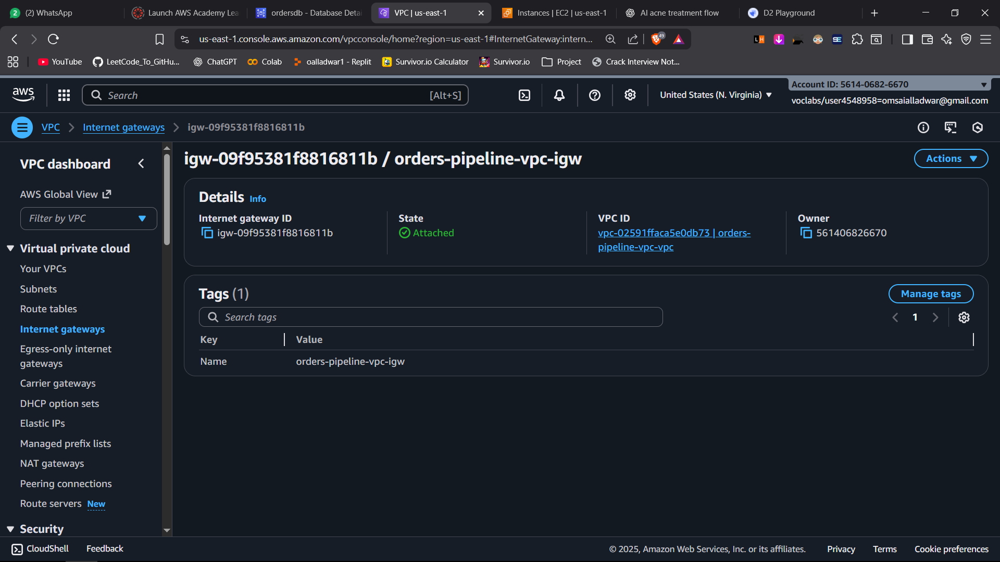 2
(2) WhatsApp
Launch AWS Academy Lea
ordersdb - Database Detai
VPC | us-east-1
Instances | EC2 | us-east-1
AI acne treatment flow
D2 Playground
us-east-1.console.aws.amazon.com/vpcconsole/home?region=us-east-1#InternetGateway:intern...
49
LH
SE
YouTube
LeetCode_To_GitHu...
ChatGPT
Colab
oalladwar1 - Replit
Survivor.io Calculator
Survivor.io
Project
Crack Interview Not...
aws
Search
[Alt+S]
United States (N. Virginia)
Account ID: 5614-0682-6670
voclabs/user4548958=omsaialladwar@gmail.com
VPC
Internet gateways
igw-09f95381f8816811b
VPC dashboard
AWS Global View
Filter by VPC
Virtual private cloud
Your VPCs
Subnets
Route tables
Internet gateways
Egress-only internet
gateways
Carrier gateways
DHCP option sets
Elastic IPs
Managed prefix lists
NAT gateways
Peering connections
Route servers New
Security
igw-09f95381f8816811b / orders-pipeline-vpc-igw
Actions
Details Info
Internet gateway ID
igw-09f95381f8816811b
State
Attached
VPC ID
vpc-02591ffaca5e0db73 | orders-
pipeline-vpc-vpc
Owner
561406826670
Tags (1)
Manage tags
Search tags
1
Key
Value
Name
orders-pipeline-vpc-igw
CloudShell
Feedback
© 2025, Amazon Web Services, Inc. or its affiliates.
Privacy
Terms
Cookie preferences